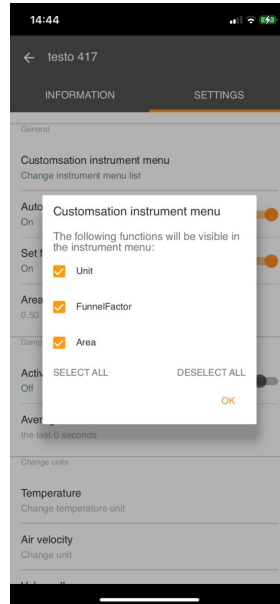 14:44
testo 417
INFORMATION
SETTINGS
General
Customsation instrument menu
Change instrument menu list
Auto
On
Customsation instrument menu
The following functions will be visible in
the instrument menu:
Unit
FunnelFactor
Area
SELECT ALL
DESELECT ALL
OK
Set f
On
Area
0.50
Damp
Activ
Off
Aver
the last 0 seconds
Change units
Temperature
Change temperature unit
Air velocity
Change unit